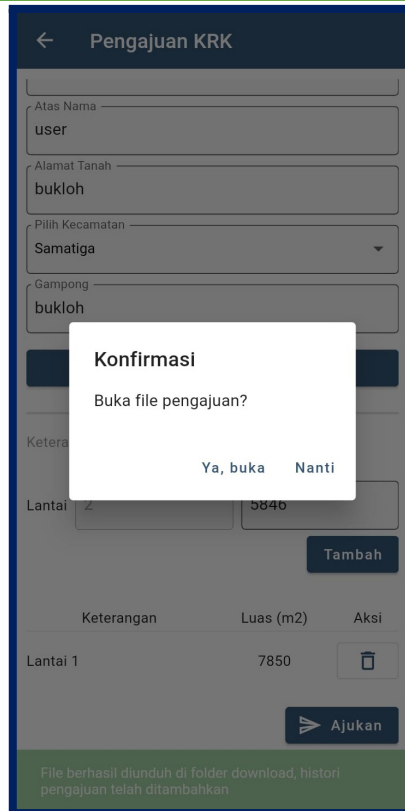 Pengajuan KRK
Atas Nama
user
Alamat Tanah
bukloh
Pilih Kecamatan
Samatiga
Gampong
bukloh
Konfirmasi
Buka file pengajuan?
Ya, buka Nanti
Ketera
Lantai 2 5846
Tambah
Keterangan Luas (m2) Aksi
Lantai 1 7850
Ajukan
File berhasil diunduh di folder download, histori
pengajuan telah ditambahkan